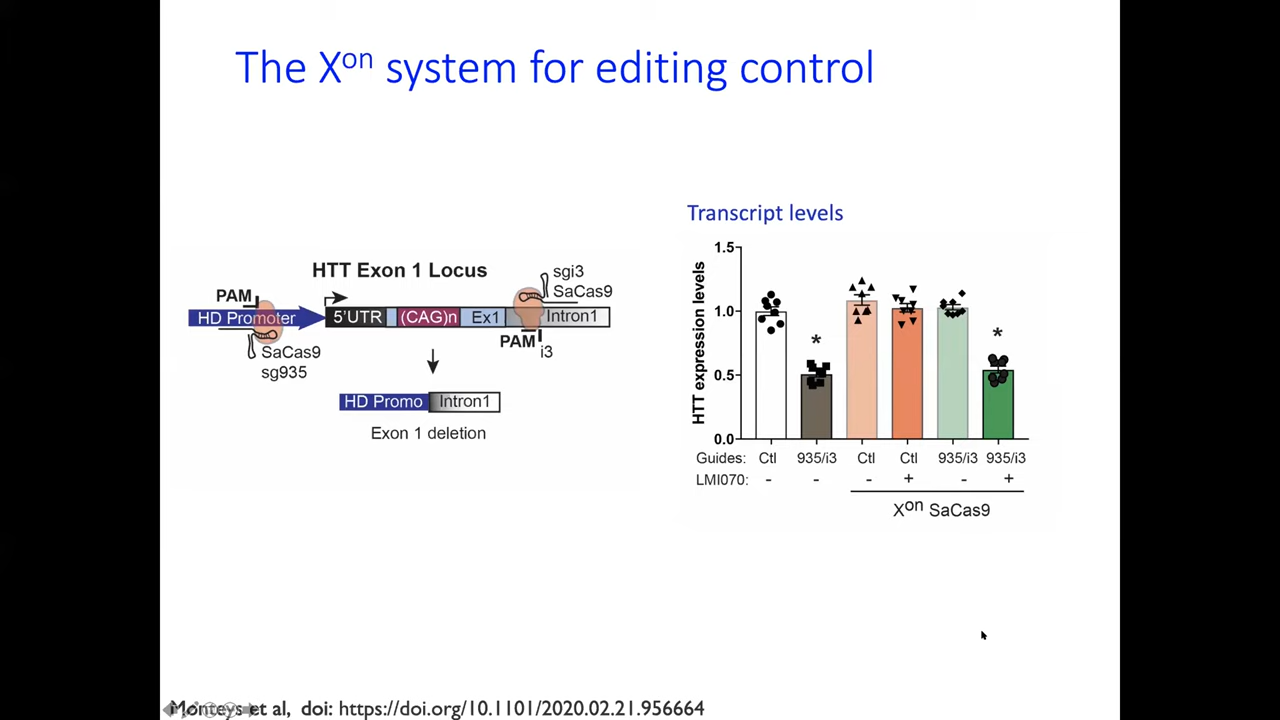 The Xᵒⁿ system for editing control
Transcript levels
HTT Exon 1 Locus
sgi3
SaCas9
PAM
HD Promoter
5'UTR
(CAG)n
Ex1
Intron1
PAM
i3
SaCas9
sg935
HD Promo
Intron1
Exon 1 deletion
HTT expression levels
1.5
1.0
0.5
0.0
*
*
Guides: Ctl 935/i3 Ctl Ctl 935/i3 935/i3
LMI070: - - - + - +
Xᵒⁿ SaCas9
Monteys et al, doi: https://doi.org/10.1101/2020.02.21.956664